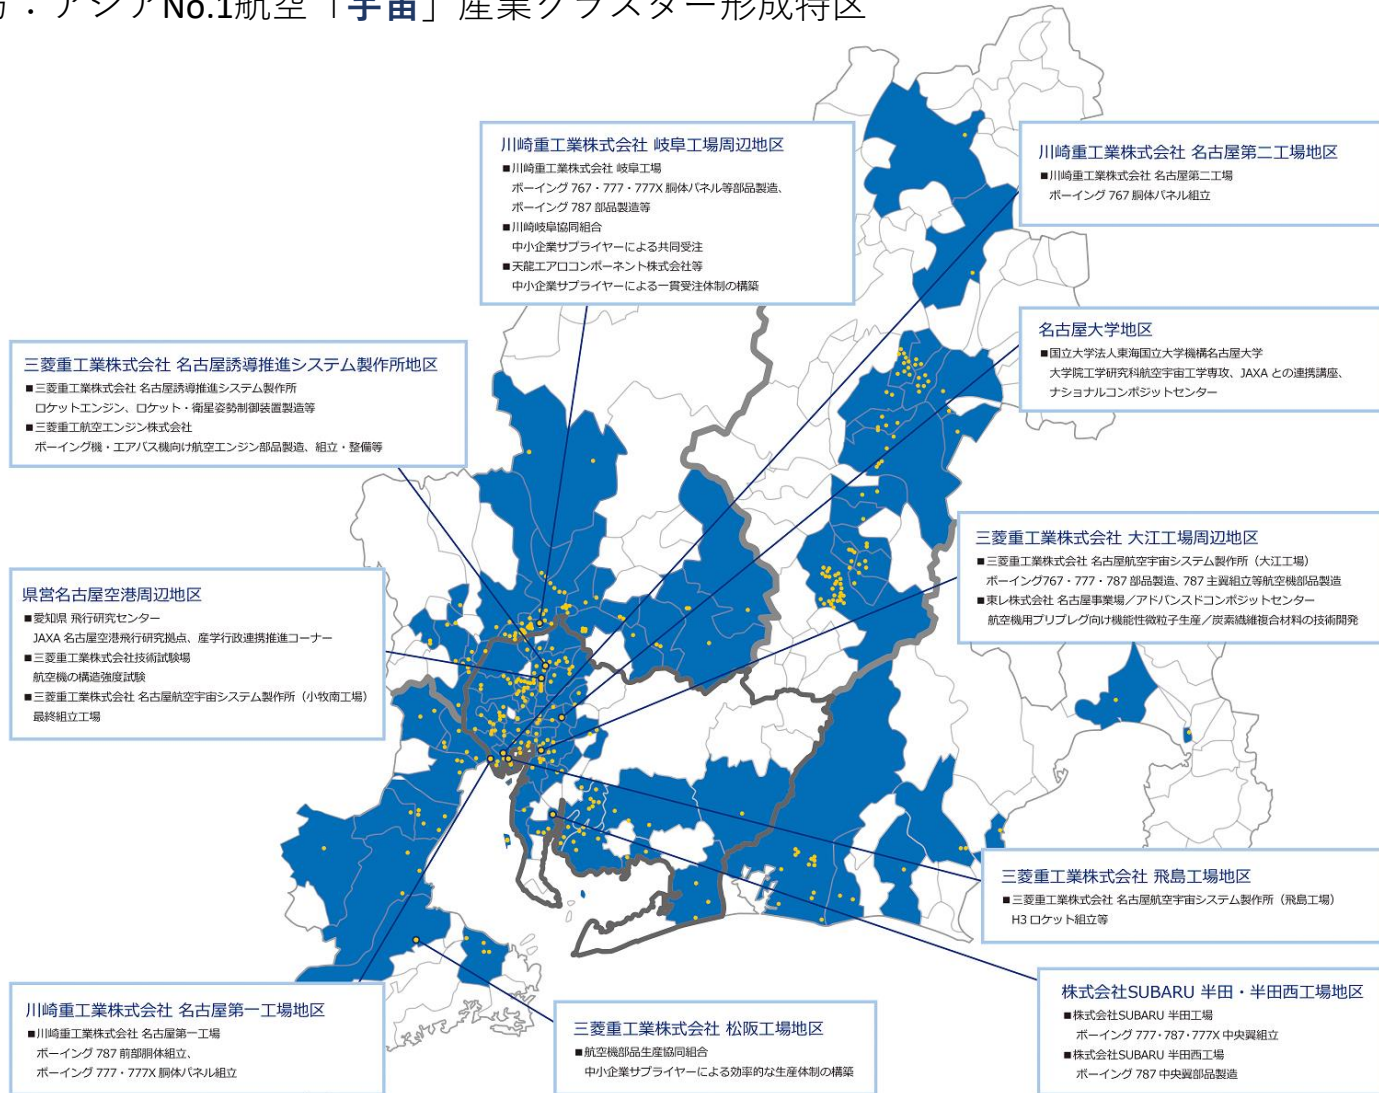 ：アジアNo.1航空「宇宙」産業クラスター形成特区
川崎重工業株式会社 岐阜工場周辺地区
■川崎重工業株式会社 岐阜工場
ボーイング 767・777・777X 胴体パネル等部品製造、
ボーイング 787 部品製造等
■川崎岐阜協同組合
中小企業サプライヤーによる共同受注
■天龍エアロコンポーネント株式会社等
中小企業サプライヤーによる一貫受注体制の構築
川崎重工業株式会社 名古屋第二工場地区
■川崎重工業株式会社 名古屋第二工場
ボーイング 767 胴体パネル組立
名古屋大学地区
■国立大学法人東海国立大学機構名古屋大学
大学院工学研究科航空宇宙工学専攻、JAXA との連携講座、
ナショナルコンポジットセンター
三菱重工業株式会社 名古屋誘導推進システム製作所地区
■三菱重工業株式会社 名古屋誘導推進システム製作所
ロケットエンジン、ロケット・衛星姿勢制御装置製造等
■三菱重工航空エンジン株式会社
ボーイング機・エアバス機向け航空エンジン部品製造、組立・整備等
三菱重工業株式会社 大江工場周辺地区
■三菱重工業株式会社 名古屋航空宇宙システム製作所（大江工場）
ボーイング767・777・787 部品製造、787 主翼組立等航空機部品製造
■東レ株式会社 名古屋事業場／アドバンスドコンポジットセンター
航空機用プリプレグ向け機能性微粒子生産／炭素繊維複合材料の技術開発
県営名古屋空港周辺地区
■愛知県 飛行研究センター
JAXA 名古屋空港飛行研究拠点、産学行政連携推進コーナー
■三菱重工業株式会社技術試験場
航空機の構造強度試験
■三菱重工業株式会社 名古屋航空宇宙システム製作所（小牧南工場）
最終組立工場
三菱重工業株式会社 飛島工場地区
■三菱重工業株式会社 名古屋航空宇宙システム製作所（飛島工場）
H3 ロケット組立等
株式会社SUBARU 半田・半田西工場地区
■株式会社SUBARU 半田工場
ボーイング 777・787・777X 中央翼組立
■株式会社SUBARU 半田西工場
ボーイング 787 中央翼部品製造
川崎重工業株式会社 名古屋第一工場地区
■川崎重工業株式会社 名古屋第一工場
ボーイング 787 前部胴体組立、
ボーイング 777・777X 胴体パネル組立
三菱重工業株式会社 松阪工場地区
■航空機部品生産協同組合
中小企業サプライヤーによる効率的な生産体制の構築